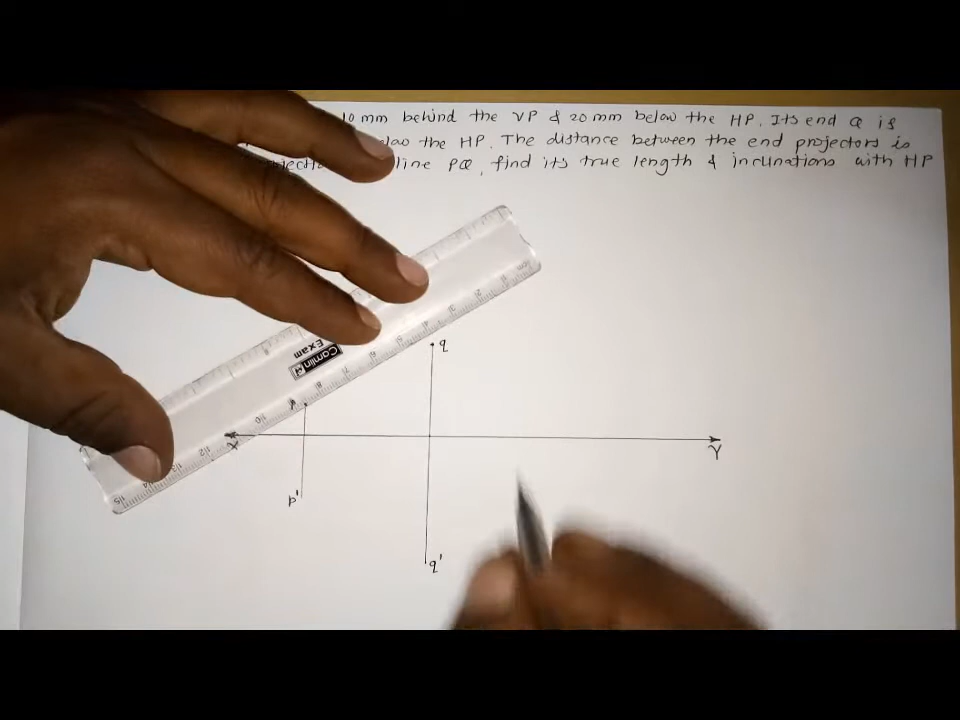 10 mm behind the VP & 20 mm below the HP. Its end Q is
the HP. The distance between the end projectors is
line PQ, find its true length & inclinations with HP
q
Camlin
Exam
X
Y
p'
q'